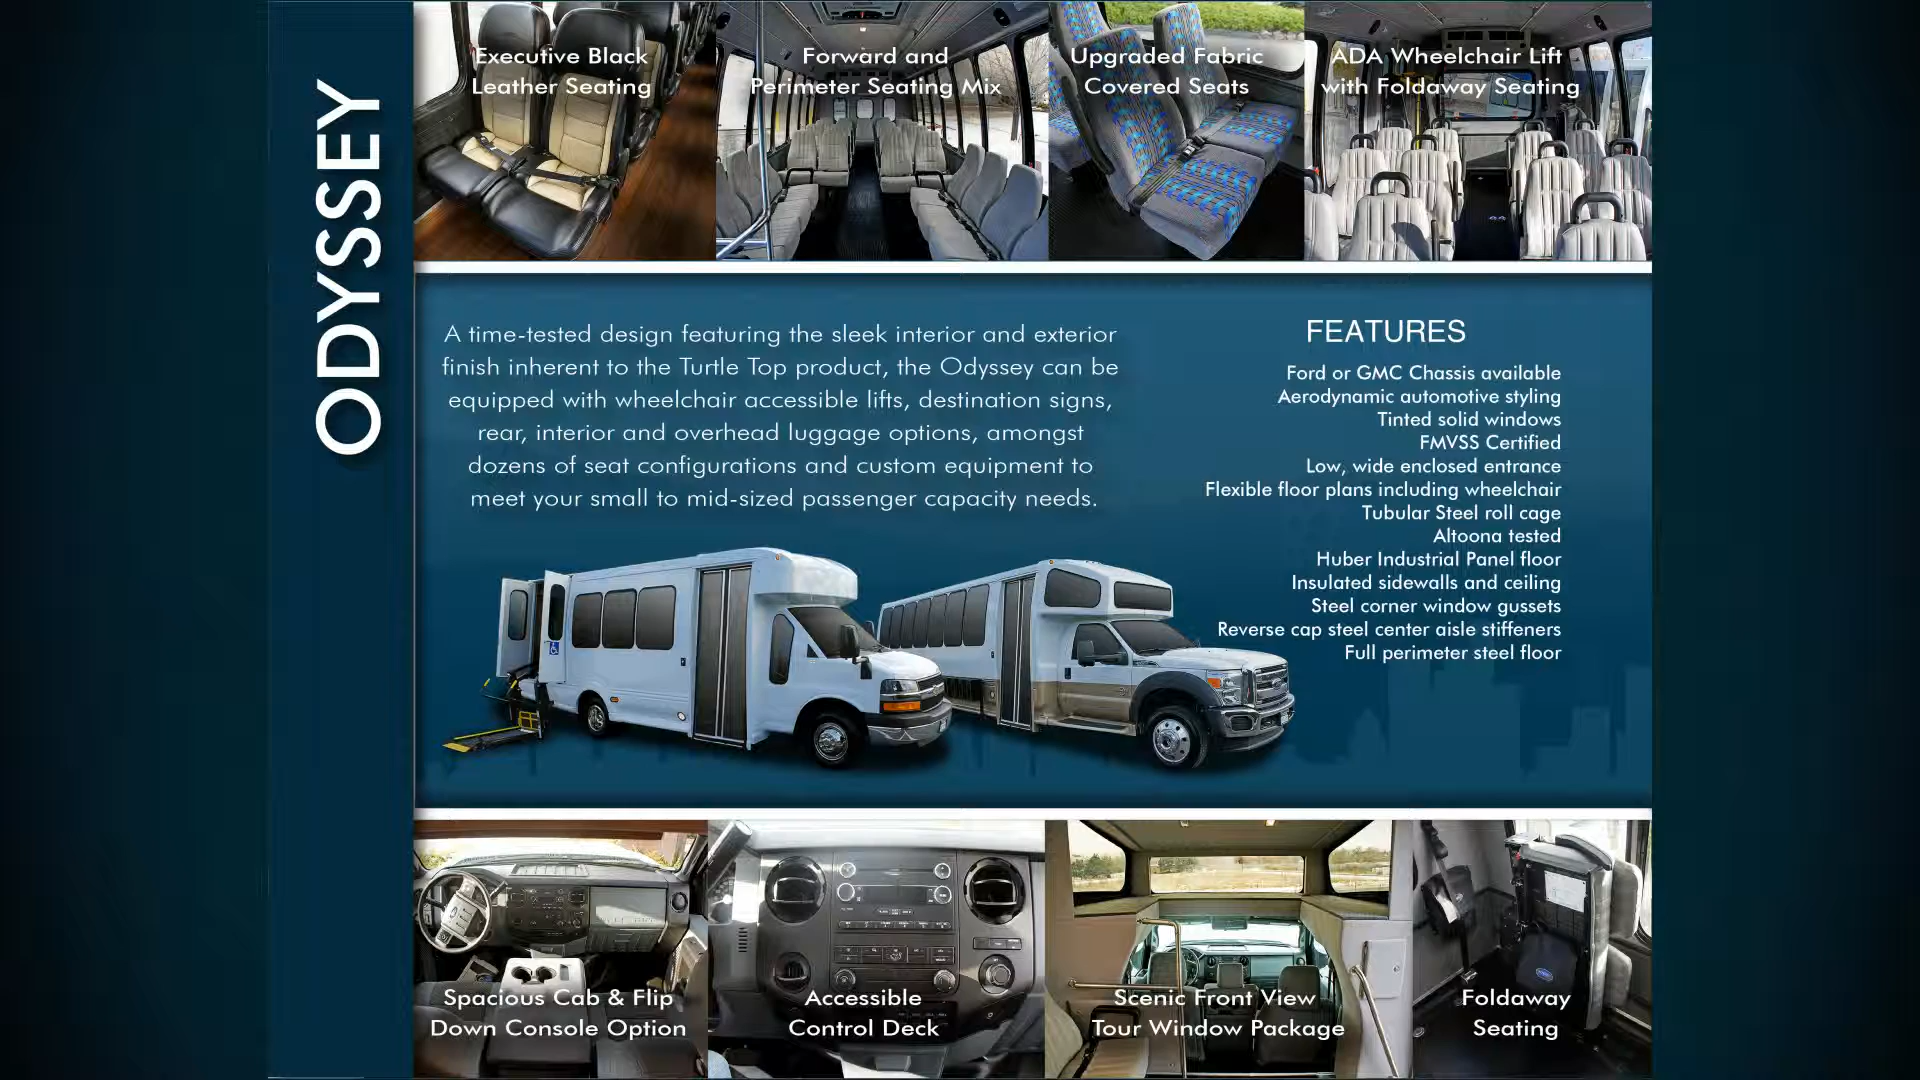 ODYSSEY
Executive Black
Leather Seating
Forward and
Perimeter Seating Mix
Upgraded Fabric
Covered Seats
ADA Wheelchair Lift
with Foldaway Seating
A time-tested design featuring the sleek interior and exterior
finish inherent to the Turtle Top product, the Odyssey can be
equipped with wheelchair accessible lifts, destination signs,
rear, interior and overhead luggage options, amongst
dozens of seat configurations and custom equipment to
meet your small to mid-sized passenger capacity needs.
FEATURES
Ford or GMC Chassis available
Aerodynamic automotive styling
Tinted solid windows
FMVSS Certified
Low, wide enclosed entrance
Flexible floor plans including wheelchair
Tubular Steel roll cage
Altoona tested
Huber Industrial Panel floor
Insulated sidewalls and ceiling
Steel corner window gussets
Reverse cap steel center aisle stiffeners
Full perimeter steel floor
Spacious Cab & Flip
Down Console Option
Accessible
Control Deck
Scenic Front View
Tour Window Package
Foldaway
Seating